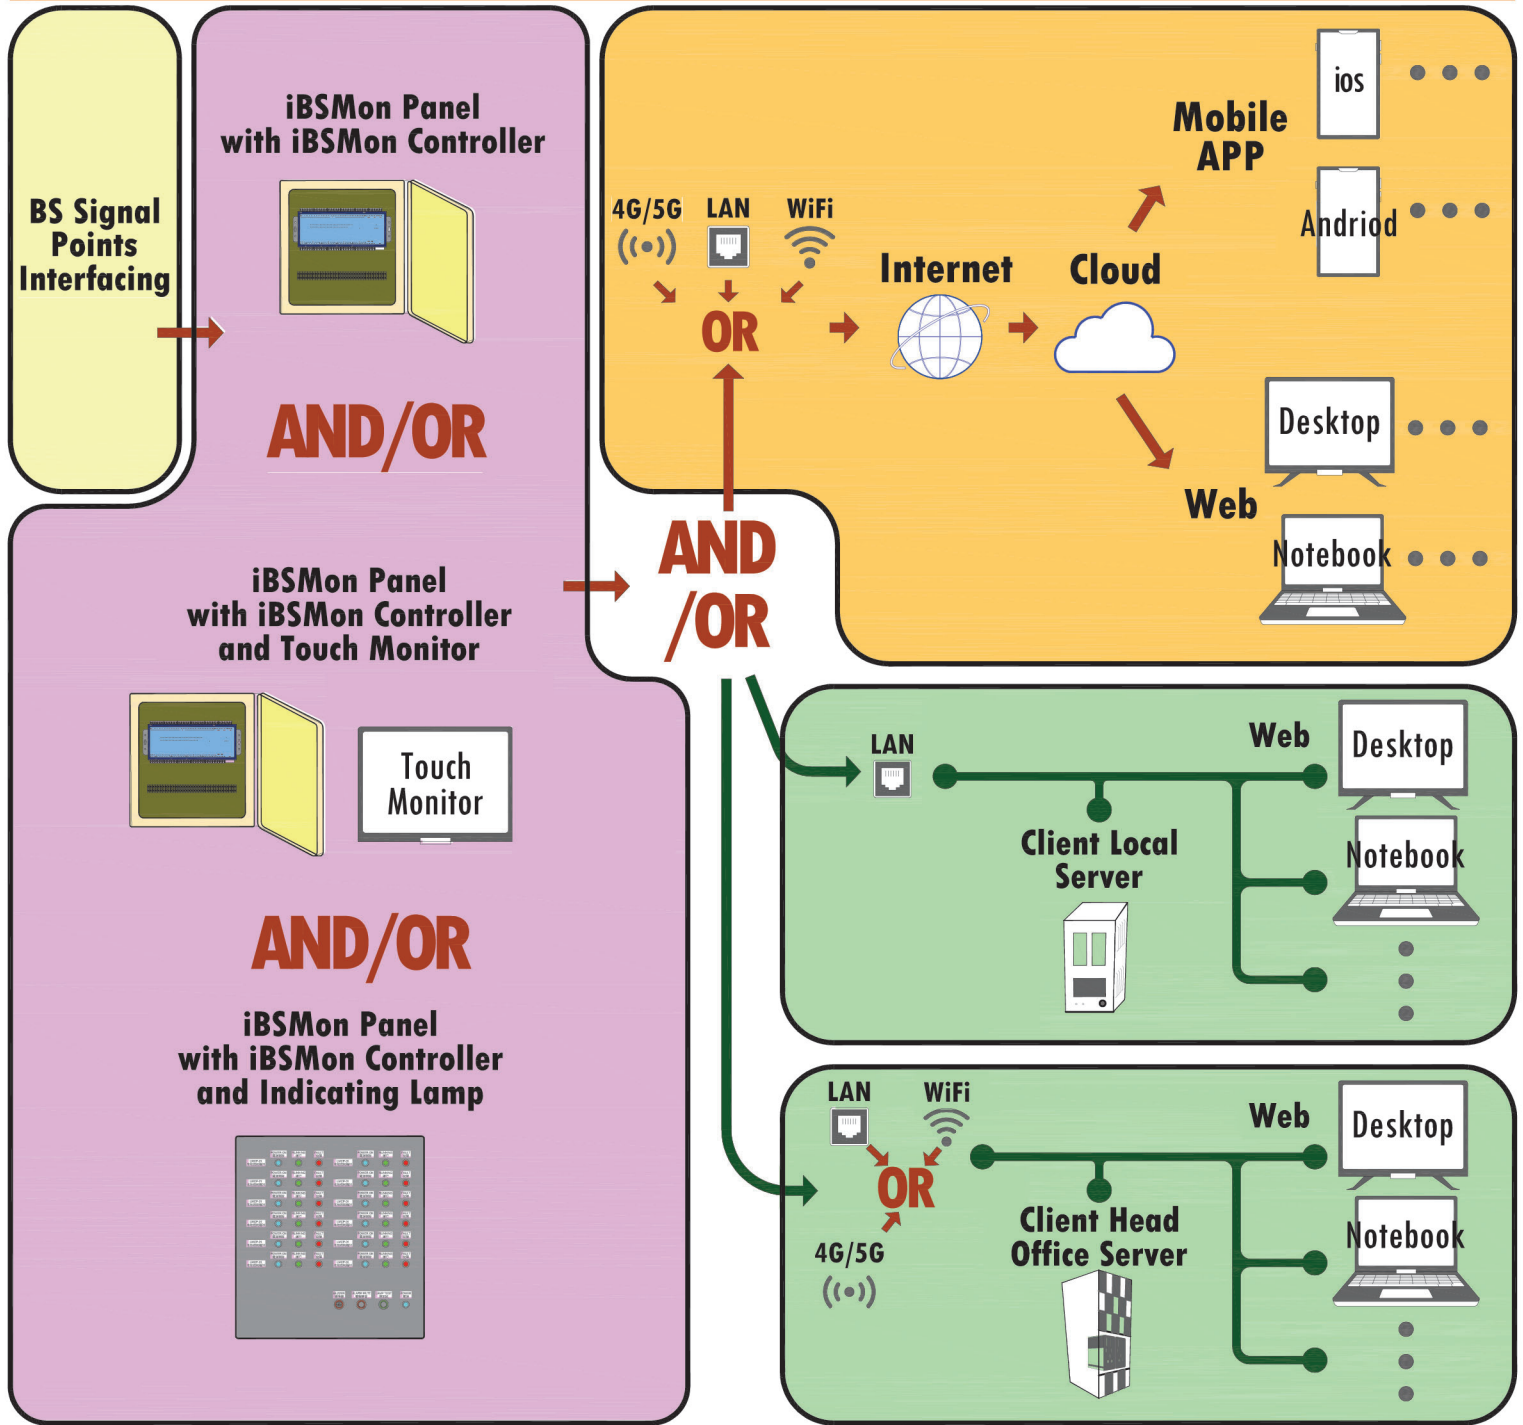 BS Signal
Points
Interfacing
iBSMon Panel
with iBSMon Controller
AND/OR
iBSMon Panel
with iBSMon Controller
and Touch Monitor
Touch
Monitor
AND/OR
iBSMon Panel
with iBSMon Controller
and Indicating Lamp
AND
/OR
4G/5G
LAN
WiFi
OR
Internet
Cloud
Mobile
APP
ios
Andriod
Web
Desktop
Notebook
LAN
Client Local
Server
Web
Desktop
Notebook
LAN
WiFi
OR
4G/5G
Client Head
Office Server
Web
Desktop
Notebook